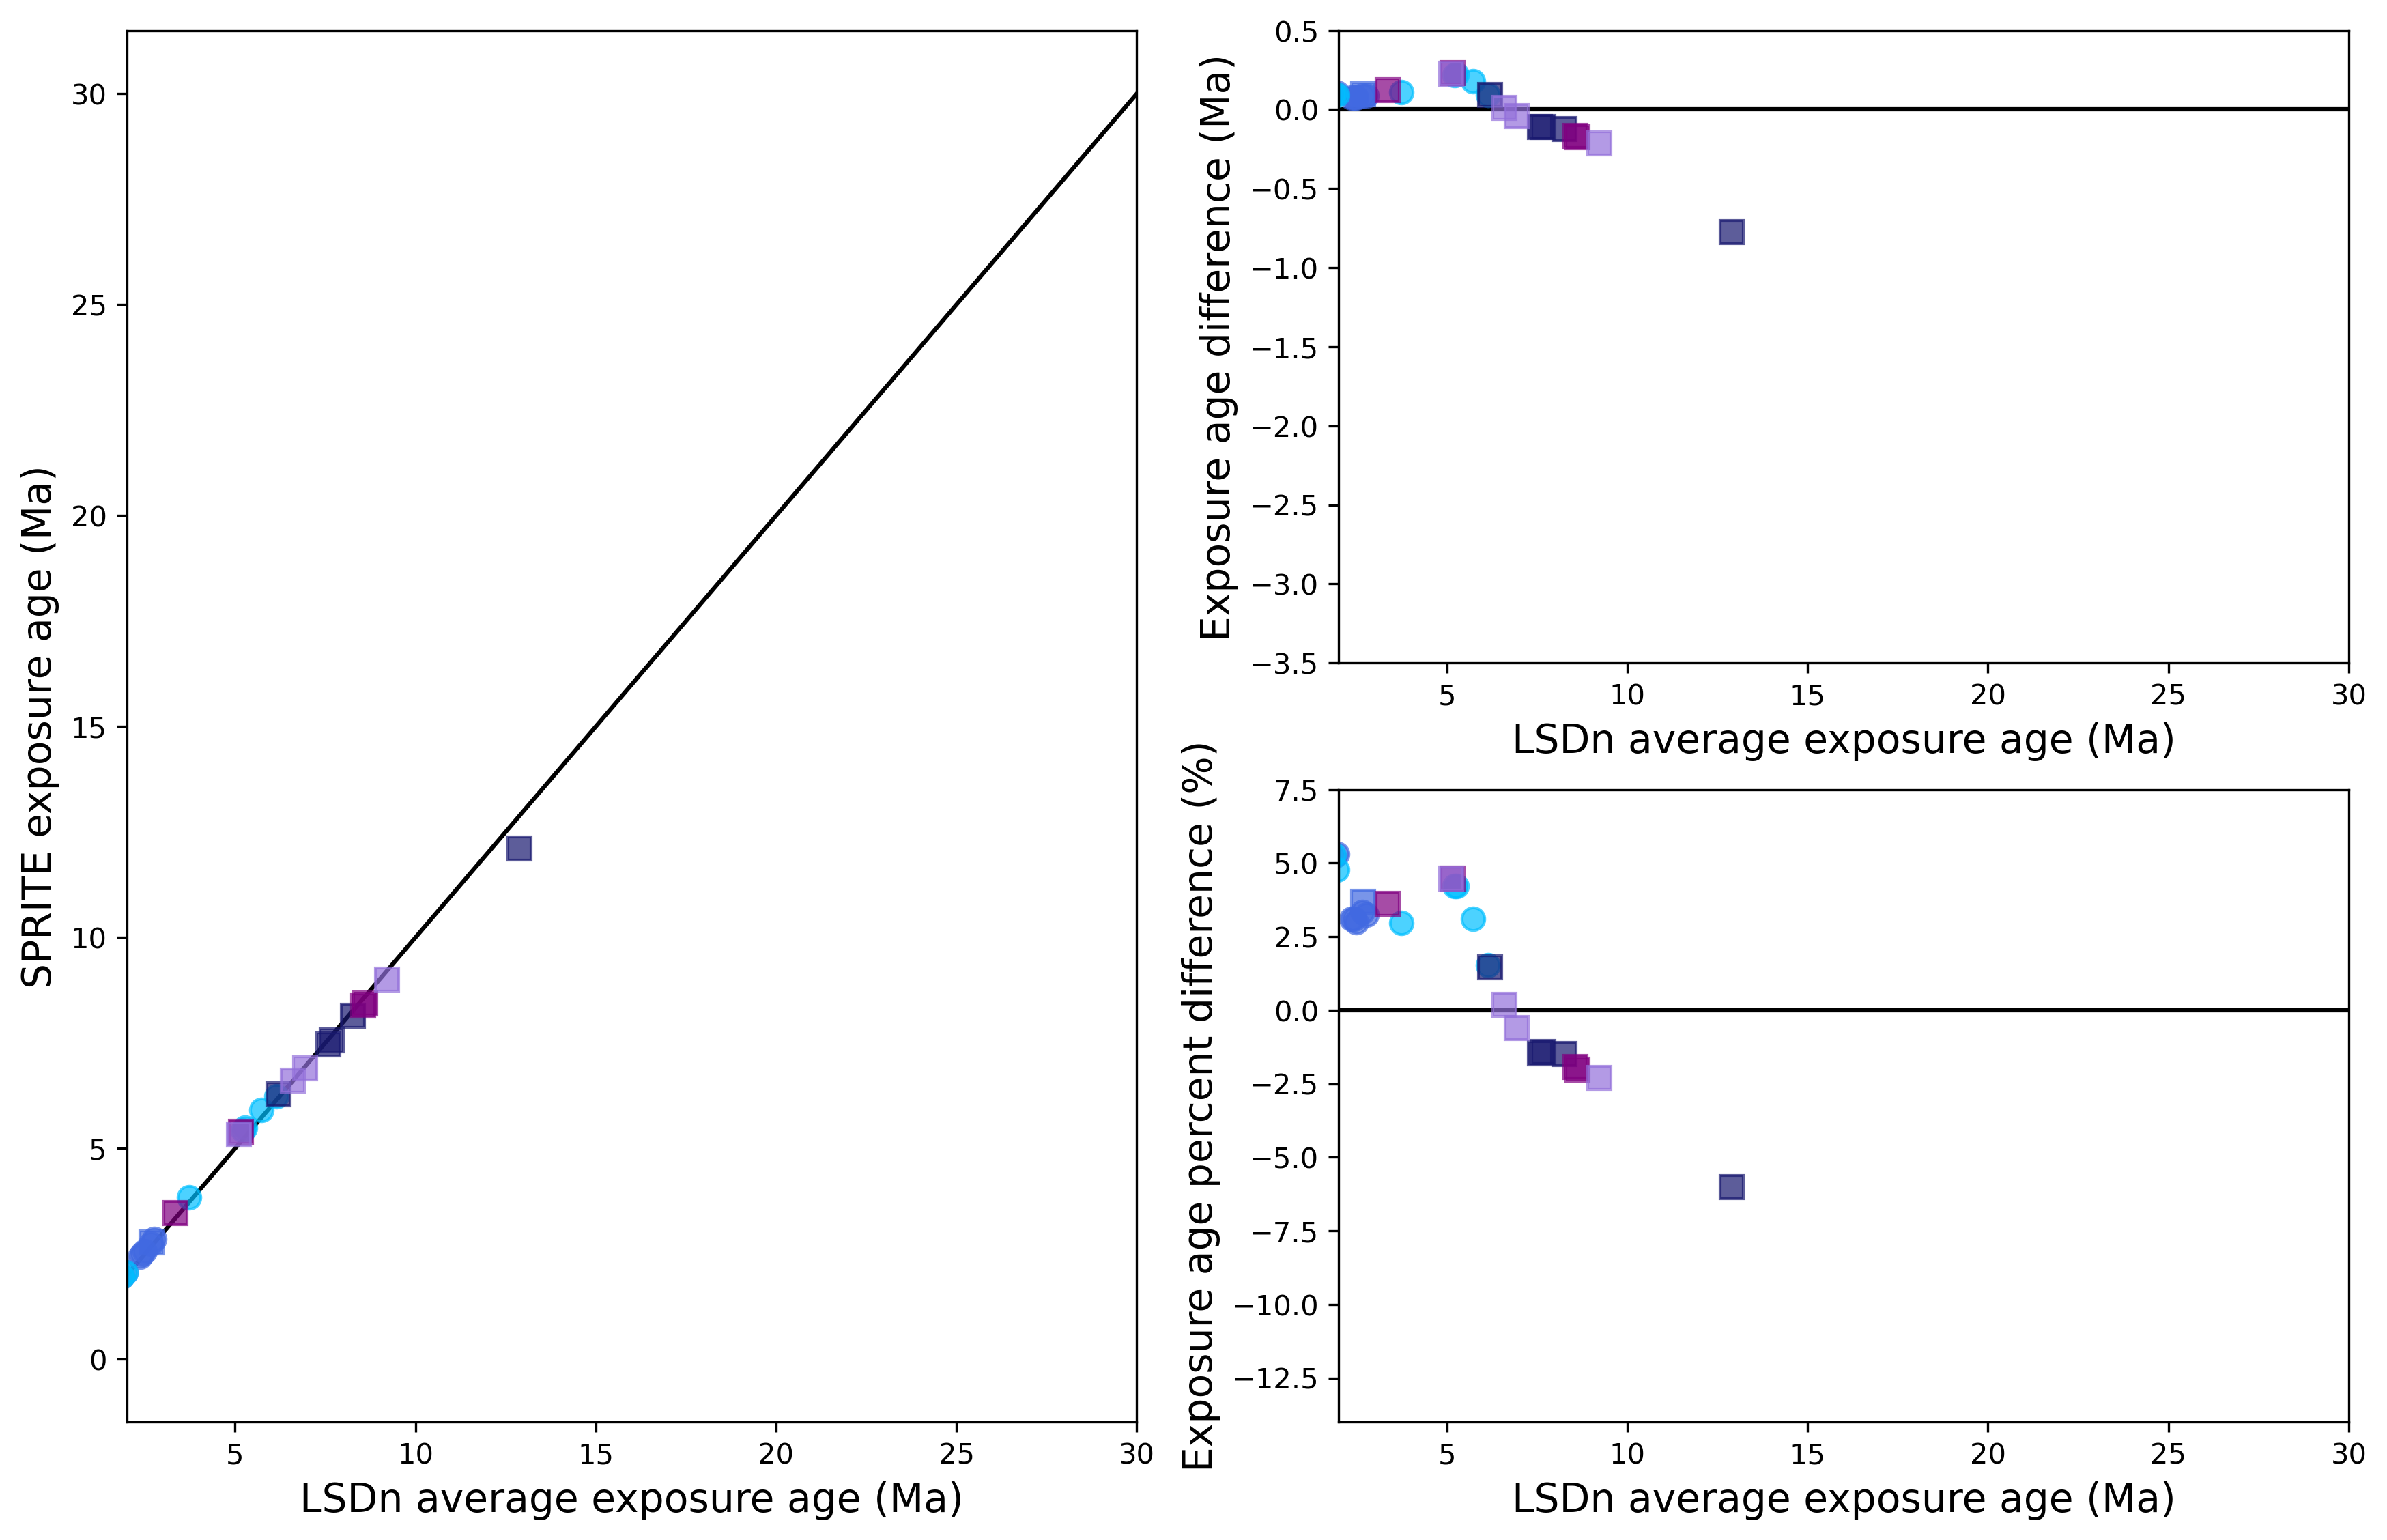 SPRITE exposure age (Ma)
30
25
20
15
10
5
0
5 10 15 20 25 30
LSDn average exposure age (Ma)
Exposure age difference (Ma)
0.5
0.0
−0.5
−1.0
−1.5
−2.0
−2.5
−3.0
−3.5
5 10 15 20 25 30
LSDn average exposure age (Ma)
Exposure age percent difference (%)
7.5
5.0
2.5
0.0
−2.5
−5.0
−7.5
−10.0
−12.5
5 10 15 20 25 30
LSDn average exposure age (Ma)